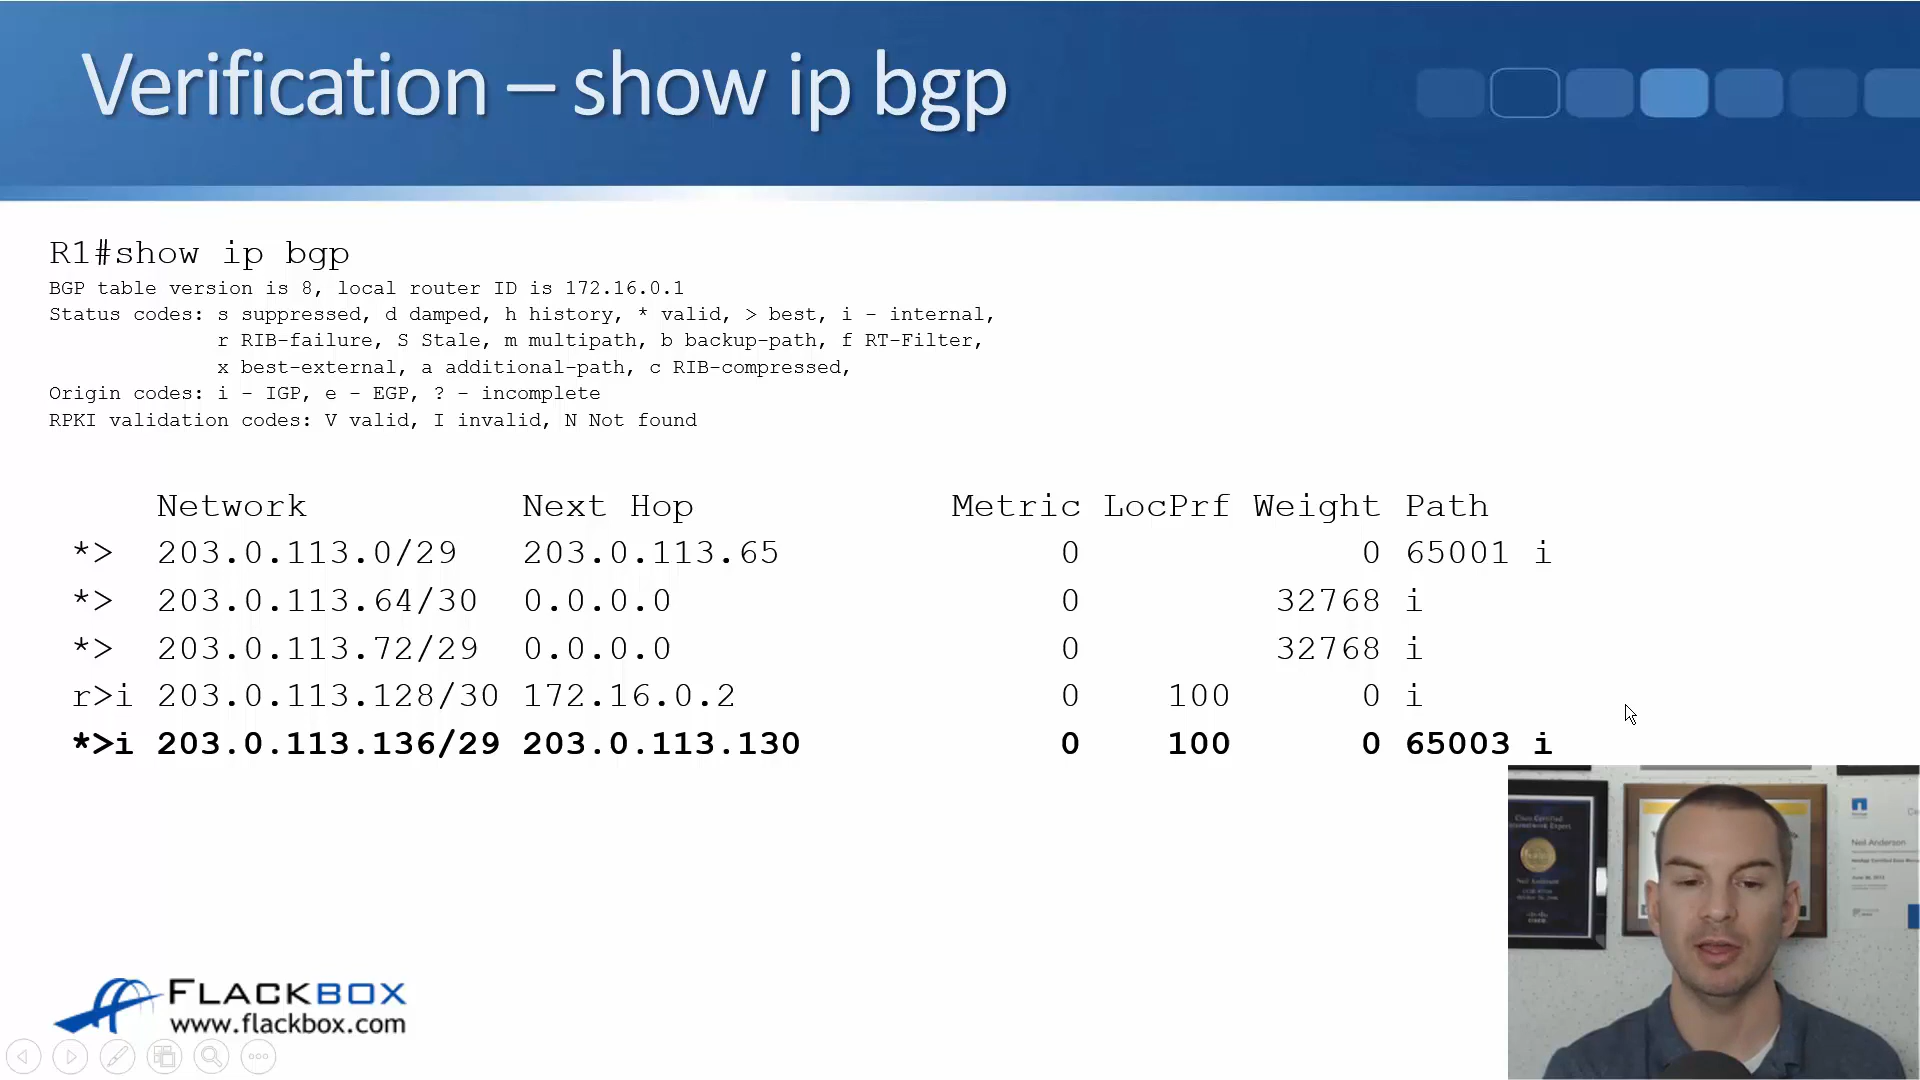 Verification – show ip bgp
R1#show ip bgp
BGP table version is 8, local router ID is 172.16.0.1
Status codes: s suppressed, d damped, h history, * valid, > best, i - internal,
r RIB-failure, S Stale, m multipath, b backup-path, f RT-Filter,
x best-external, a additional-path, c RIB-compressed,
Origin codes: i - IGP, e - EGP, ? - incomplete
RPKI validation codes: V valid, I invalid, N Not found
Network Next Hop Metric LocPrf Weight Path
*> 203.0.113.0/29 203.0.113.65 0 0 65001 i
*> 203.0.113.64/30 0.0.0.0 0 32768 i
*> 203.0.113.72/29 0.0.0.0 0 32768 i
r>i 203.0.113.128/30 172.16.0.2 0 100 0 i
*>i 203.0.113.136/29 203.0.113.130 0 100 0 65003 i
Cisco Certified
Neil Anderson
FLACKBOX
www.flackbox.com